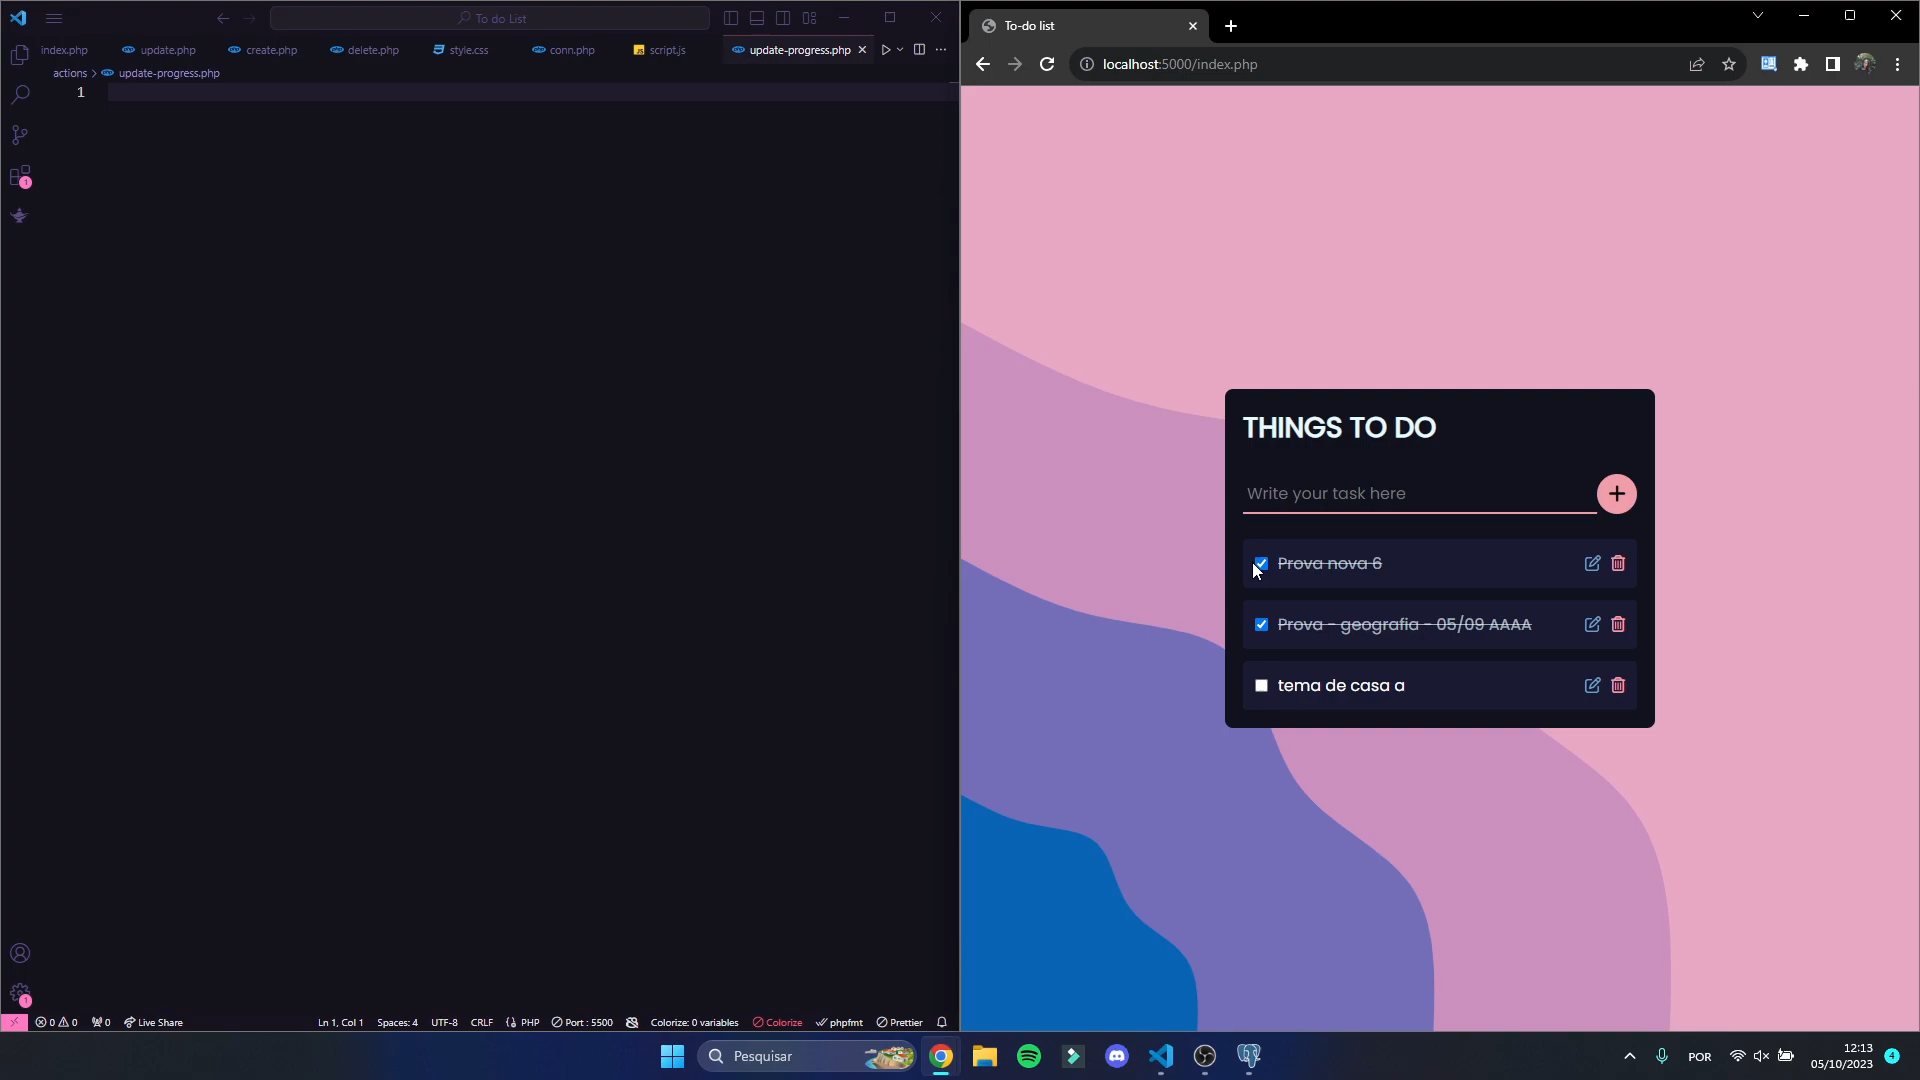 To do List
index.php
update.php
create.php
delete.php
style.css
conn.php
script.js
update-progress.php
actions > update-progress.php
1
1
1
0 0 0 Live Share Ln 1, Col 1 Spaces: 4 UTF-8 CRLF PHP Port : 5500 Colorize: 0 variables Colorize phpfmt Prettier
To-do list
localhost:5000/index.php
THINGS TO DO
Write your task here
Prova nova 6
Prova - geografia - 05/09 AAAA
tema de casa a
Pesquisar
POR
12:13
05/10/2023
4